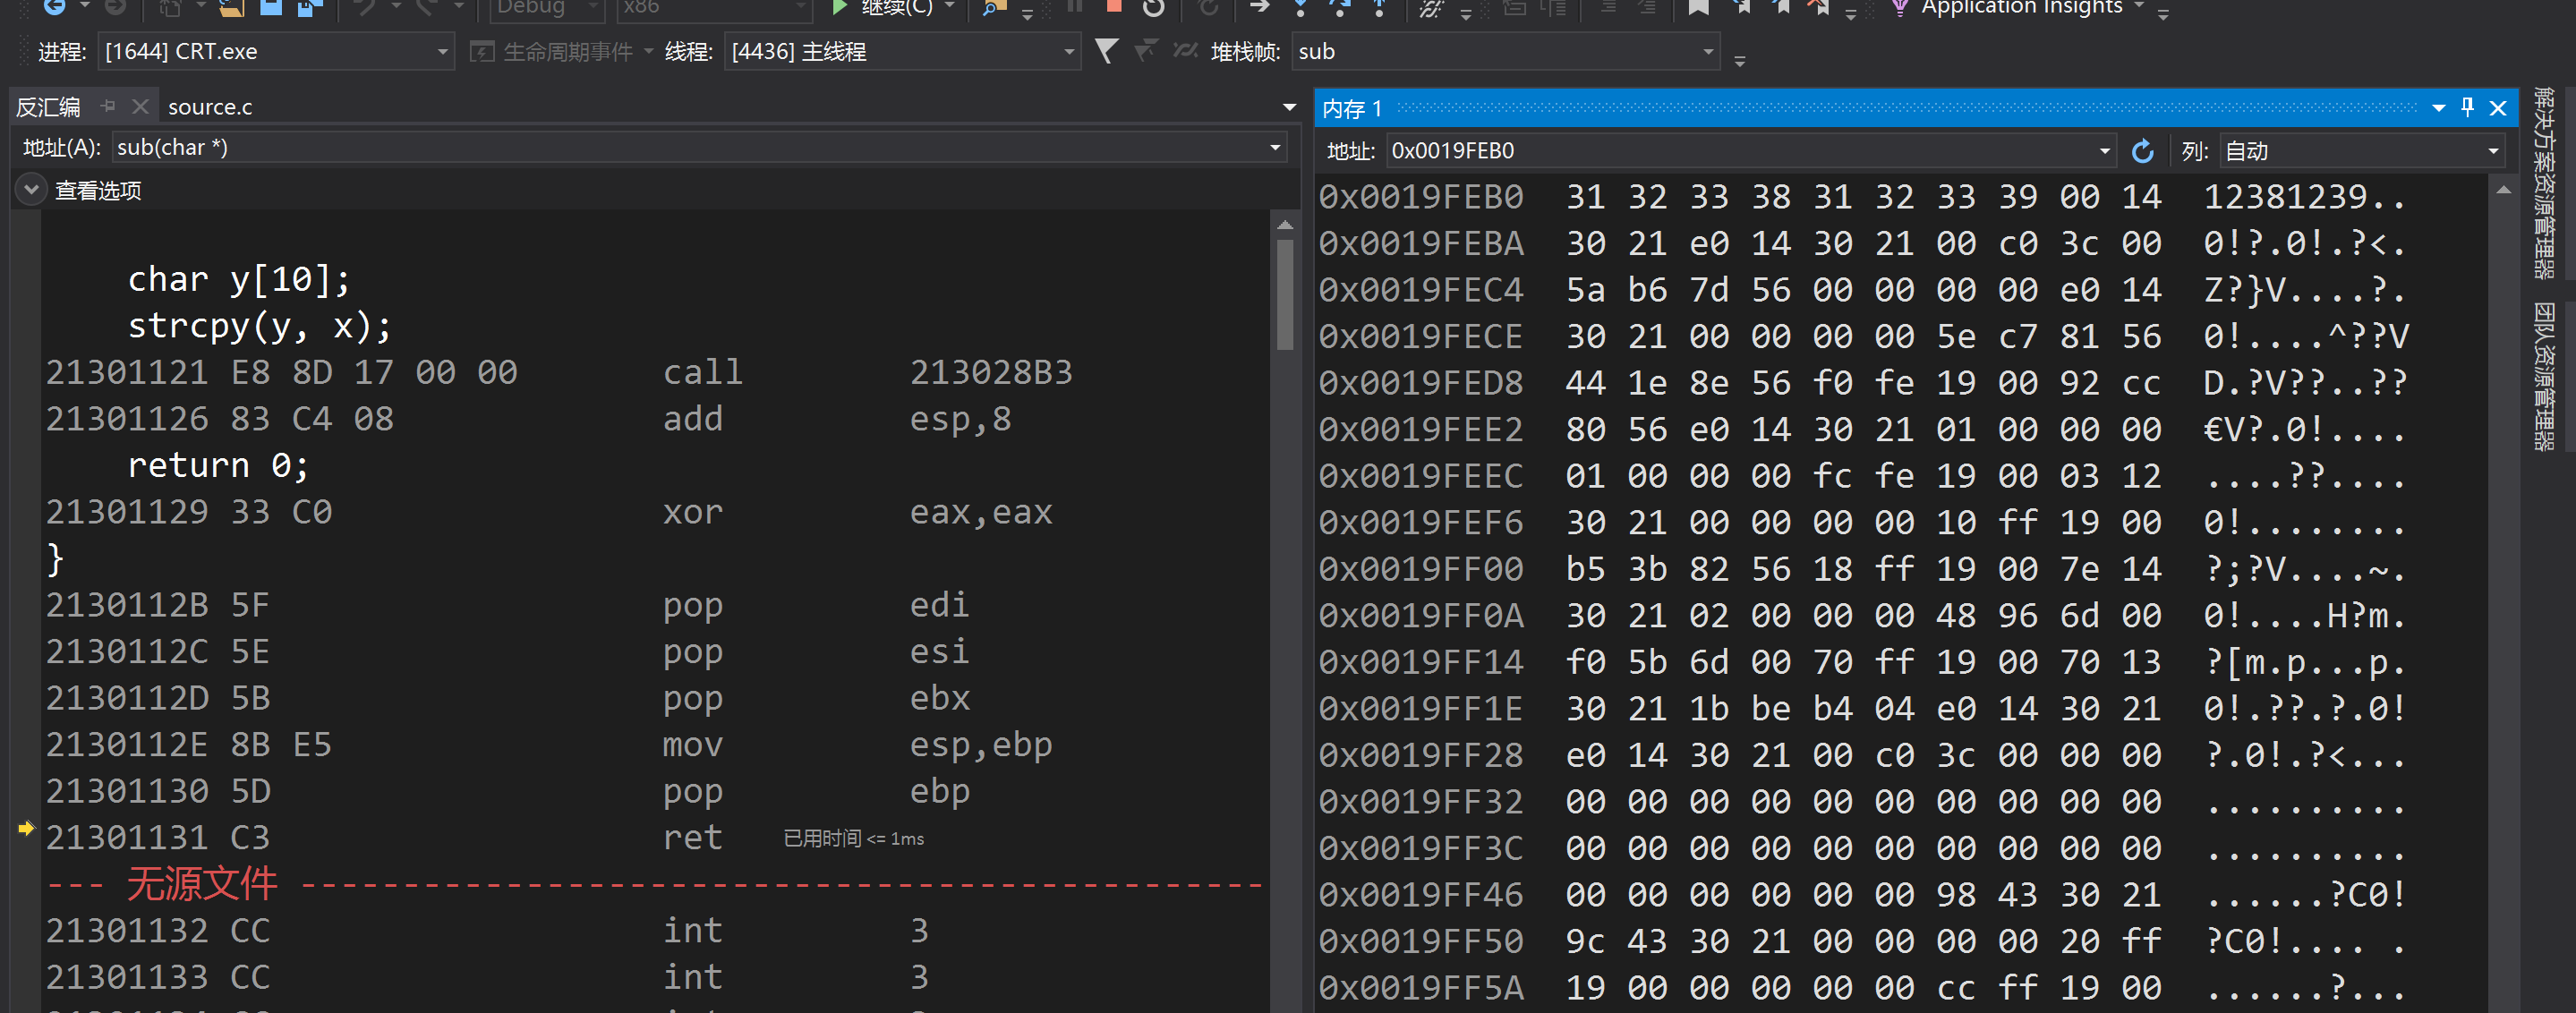 Debug x86 继续(C) Application Insights
进程: [1644] CRT.exe 生命周期事件 线程: [4436] 主线程 堆栈帧: sub
反汇编 source.c
地址(A): sub(char *)
查看选项
char y[10];
strcpy(y, x);
21301121 E8 8D 17 00 00 call 213028B3
21301126 83 C4 08 add esp,8
return 0;
21301129 33 C0 xor eax,eax
}
2130112B 5F pop edi
2130112C 5E pop esi
2130112D 5B pop ebx
2130112E 8B E5 mov esp,ebp
21301130 5D pop ebp
21301131 C3 ret 已用时间 <= 1ms
--- 无源文件 -----------------------------------------------
21301132 CC int 3
21301133 CC int 3
内存 1
地址: 0x0019FEB0 列: 自动
0x0019FEB0 31 32 33 38 31 32 33 39 00 14 12381239..
0x0019FEBA 30 21 e0 14 30 21 00 c0 3c 00 0!?.0!.?<.
0x0019FEC4 5a b6 7d 56 00 00 00 00 e0 14 Z?}V....?.
0x0019FECE 30 21 00 00 00 00 5e c7 81 56 0!....^??V
0x0019FED8 44 1e 8e 56 f0 fe 19 00 92 cc D.?V??..??
0x0019FEE2 80 56 e0 14 30 21 01 00 00 00 €V?.0!....
0x0019FEEC 01 00 00 00 fc fe 19 00 03 12 ....??....
0x0019FEF6 30 21 00 00 00 00 10 ff 19 00 0!........
0x0019FF00 b5 3b 82 56 18 ff 19 00 7e 14 ?;?V....~.
0x0019FF0A 30 21 02 00 00 00 48 96 6d 00 0!....H?m.
0x0019FF14 f0 5b 6d 00 70 ff 19 00 70 13 ?[m.p...p.
0x0019FF1E 30 21 1b be b4 04 e0 14 30 21 0!.??.?.0!
0x0019FF28 e0 14 30 21 00 c0 3c 00 00 00 ?.0!.?<...
0x0019FF32 00 00 00 00 00 00 00 00 00 00 ..........
0x0019FF3C 00 00 00 00 00 00 00 00 00 00 ..........
0x0019FF46 00 00 00 00 00 00 98 43 30 21 ......?C0!
0x0019FF50 9c 43 30 21 00 00 00 00 20 ff ?C0!.... .
0x0019FF5A 19 00 00 00 00 00 cc ff 19 00 ......?...
解决方案资源管理器
团队资源管理器